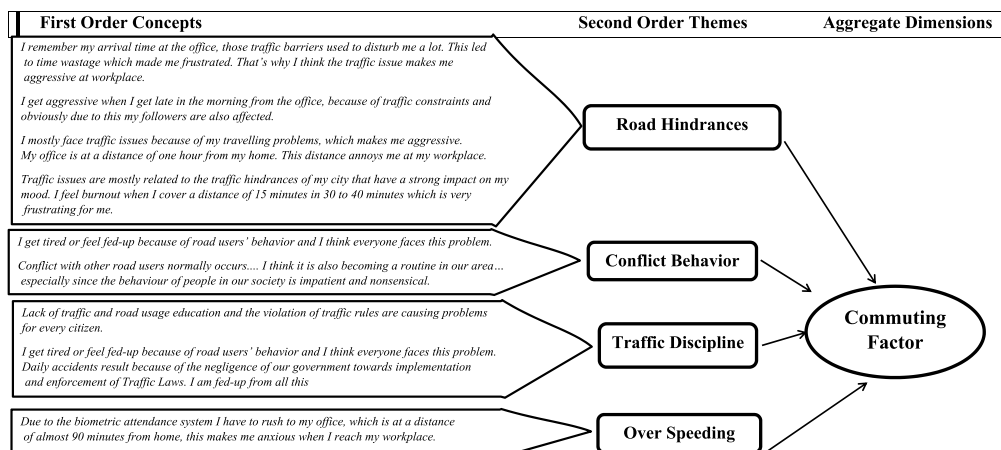 First Order Concepts
Second Order Themes
Aggregate Dimensions
I remember my arrival time at the office, those traffic barriers used to disturb me a lot. This led
to time wastage which made me frustrated. That's why I think the traffic issue makes me
aggressive at workplace.
I get aggressive when I get late in the morning from the office, because of traffic constraints and
obviously due to this my followers are also affected.
I mostly face traffic issues because of my travelling problems, which makes me aggressive.
My office is at a distance of one hour from my home. This distance annoys me at my workplace.
Traffic issues are mostly related to the traffic hindrances of my city that have a strong impact on my
mood. I feel burnout when I cover a distance of 15 minutes in 30 to 40 minutes which is very
frustrating for me.
Road Hindrances
I get tired or feel fed-up because of road users' behavior and I think everyone faces this problem.
Conflict with other road users normally occurs.... I think it is also becoming a routine in our area…
especially since the behaviour of people in our society is impatient and nonsensical.
Conflict Behavior
Lack of traffic and road usage education and the violation of traffic rules are causing problems
for every citizen.
I get tired or feel fed-up because of road users' behavior and I think everyone faces this problem.
Daily accidents result because of the negligence of our government towards implementation
and enforcement of Traffic Laws. I am fed-up from all this
Traffic Discipline
Commuting
Factor
Due to the biometric attendance system I have to rush to my office, which is at a distance
of almost 90 minutes from home, this makes me anxious when I reach my workplace.
Over Speeding